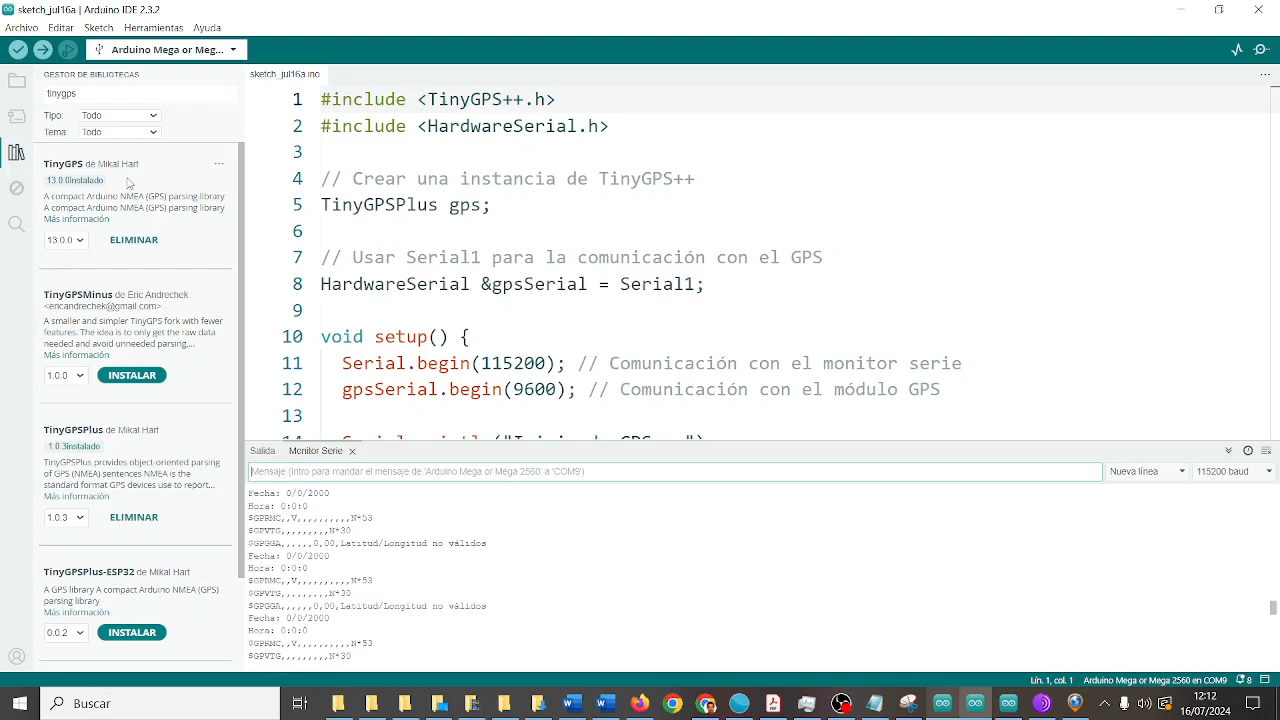 sketch_jul16a | Arduino IDE 2.3.2
Archivo Editar Sketch Herramientas Ayuda
Arduino Mega or Meg...
GESTOR DE BIBLIOTECAS
tinygps
Tipo: Todo
Tema: Todo
TinyGPS de Mikal Hart
13.0.0instalado
A compact Arduino NMEA (GPS) parsing library
A compact Arduino NMEA (GPS) parsing library
Más información
13.0.0 ELIMINAR
TinyGPSMinus de Eric Andrechek
<ericandrechek@gmail.com>
A smaller and simpler TinyGPS fork with fewer
features. The idea is to only get the raw data
needed and avoid unneeded parsing,...
Más información
1.0.0 INSTALAR
TinyGPSPlus de Mikal Hart
1.0.3instalado
TinyGPSPlus provides object-oriented parsing
of GPS (NMEA) sentences NMEA is the
standard format GPS devices use to report...
Más información
1.0.3 ELIMINAR
TinyGPSPlus-ESP32 de Mikal Hart
A GPS library A compact Arduino NMEA (GPS)
parsing library
Más información
0.0.2 INSTALAR
sketch_jul16a.ino
1 #include <TinyGPS++.h>
2 #include <HardwareSerial.h>
3
4 // Crear una instancia de TinyGPS++
5 TinyGPSPlus gps;
6
7 // Usar Serial1 para la comunicación con el GPS
8 HardwareSerial &gpsSerial = Serial1;
9
10 void setup() {
11 Serial.begin(115200); // Comunicación con el monitor serie
12 gpsSerial.begin(9600); // Comunicación con el módulo GPS
13
Salida Monitor Serie
Mensaje (Intro para mandar el mensaje de 'Arduino Mega or Mega 2560' a 'COM9')
Nueva línea 115200 baud
Fecha: 0/0/2000
Hora: 0:0:0
$GPRMC,,V,,,,,,,,,,N*53
$GPVTG,,,,,,,,,N*30
$GPGGA,,,,,,0,00,Latitud/Longitud no válidos
Fecha: 0/0/2000
Hora: 0:0:0
$GPRMC,,V,,,,,,,,,,N*53
$GPVTG,,,,,,,,,N*30
$GPGGA,,,,,,0,00,Latitud/Longitud no válidos
Fecha: 0/0/2000
Hora: 0:0:0
$GPRMC,,V,,,,,,,,,,N*53
$GPVTG,,,,,,,,,N*30
Lín. 1, col. 1 Arduino Mega or Mega 2560 en COM9 8
Buscar
12:12
16/07/2024